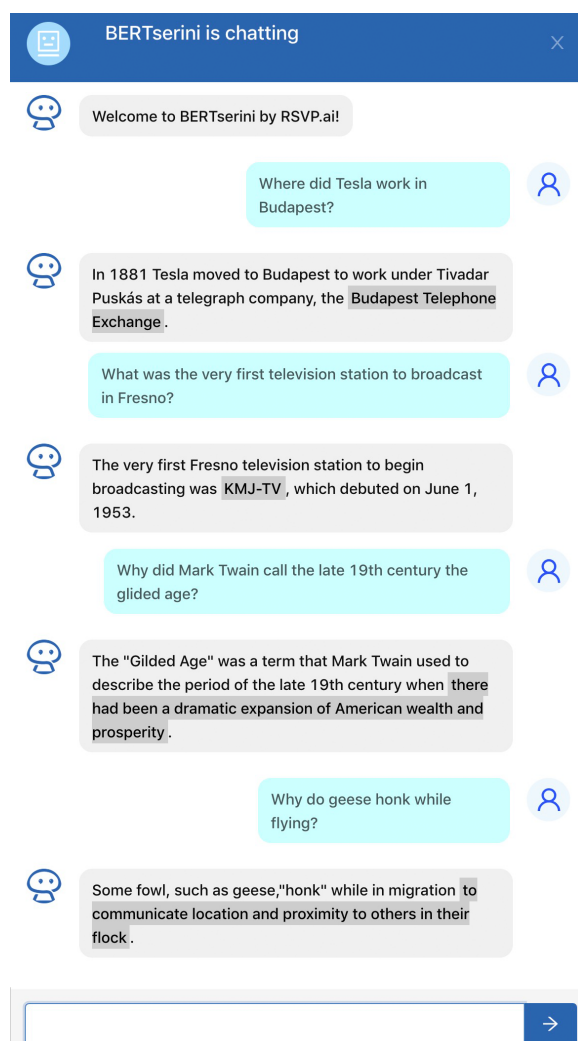 BERTserini is chatting
X
Welcome to BERTserini by RSVP.ai!
Where did Tesla work in
Budapest?
In 1881 Tesla moved to Budapest to work under Tivadar
Puskás at a telegraph company, the Budapest Telephone
Exchange.
What was the very first television station to broadcast
in Fresno?
The very first Fresno television station to begin
broadcasting was KMJ-TV, which debuted on June 1,
1953.
Why did Mark Twain call the late 19th century the
glided age?
The "Gilded Age" was a term that Mark Twain used to
describe the period of the late 19th century when there
had been a dramatic expansion of American wealth and
prosperity.
Why do geese honk while
flying?
Some fowl, such as geese,"honk" while in migration to
communicate location and proximity to others in their
flock.